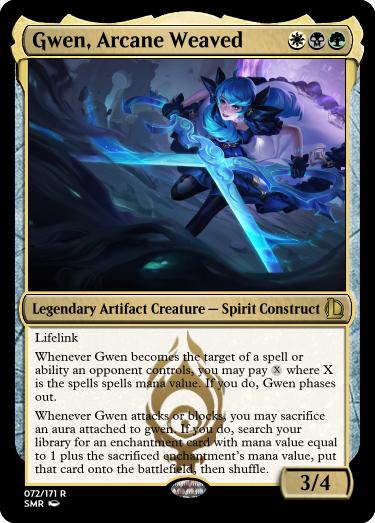 Gwen, Arcane Weaved
Legendary Artifact Creature — Spirit Construct
Lifelink
Whenever Gwen becomes the target of a spell or
ability an opponent controls, you may pay X where X
is the spells spells mana value. If you do, Gwen phases
out.
Whenever Gwen attacks or blocks, you may sacrifice
an aura attached to gwen. If you do, search your
library for an enchantment card with mana value equal
to 1 plus the sacrificed enchantment's mana value, put
that card onto the battlefield, then shuffle.
3/4
072/171 R
SMR